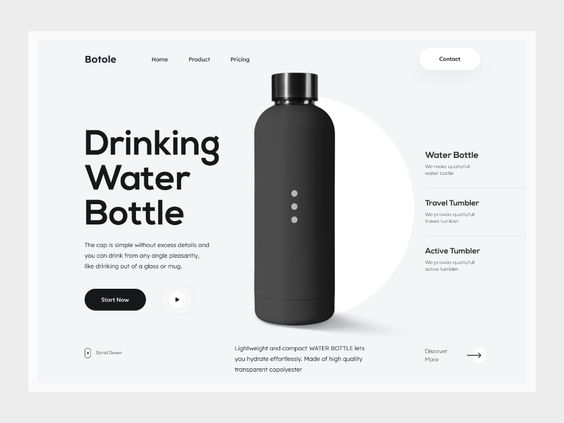 Botole
Home
Product
Pricing
Contact
Drinking
Water
Bottle
The cap is simple without excess details and
you can drink from any angle pleasantly,
like drinking out of a glass or mug.
Start Now
Scroll Down
Lightweight and compact WATER BOTTLE lets
you hydrate effortlessly. Made of high quality
transparent copolyester
Water Bottle
We make qualityfull
water bottle
Travel Tumbler
We provide qualityfull
travek tumbler
Active Tumbler
We provide qualityfull
active tumbler
Discover
More